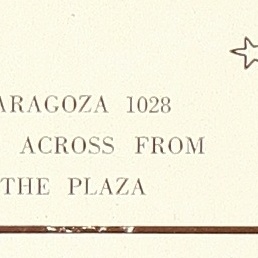 ARAGOZA 1028
ACROSS FROM
THE PLAZA